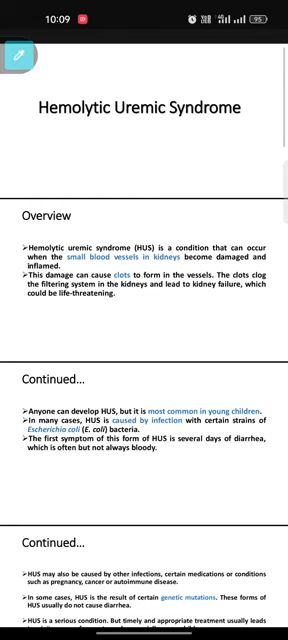 10:09
VoWiFi LTE 4G 95
Hemolytic Uremic Syndrome
Overview
➢Hemolytic uremic syndrome (HUS) is a condition that can occur
when the small blood vessels in kidneys become damaged and
inflamed.
➢This damage can cause clots to form in the vessels. The clots clog
the filtering system in the kidneys and lead to kidney failure, which
could be life-threatening.
Continued...
➢Anyone can develop HUS, but it is most common in young children.
➢In many cases, HUS is caused by infection with certain strains of
Escherichia coli (E. coli) bacteria.
➢The first symptom of this form of HUS is several days of diarrhea,
which is often but not always bloody.
Continued...
➢HUS may also be caused by other infections, certain medications or conditions
such as pregnancy, cancer or autoimmune disease.
➢In some cases, HUS is the result of certain genetic mutations. These forms of
HUS usually do not cause diarrhea.
➢HUS is a serious condition. But timely and appropriate treatment usually leads